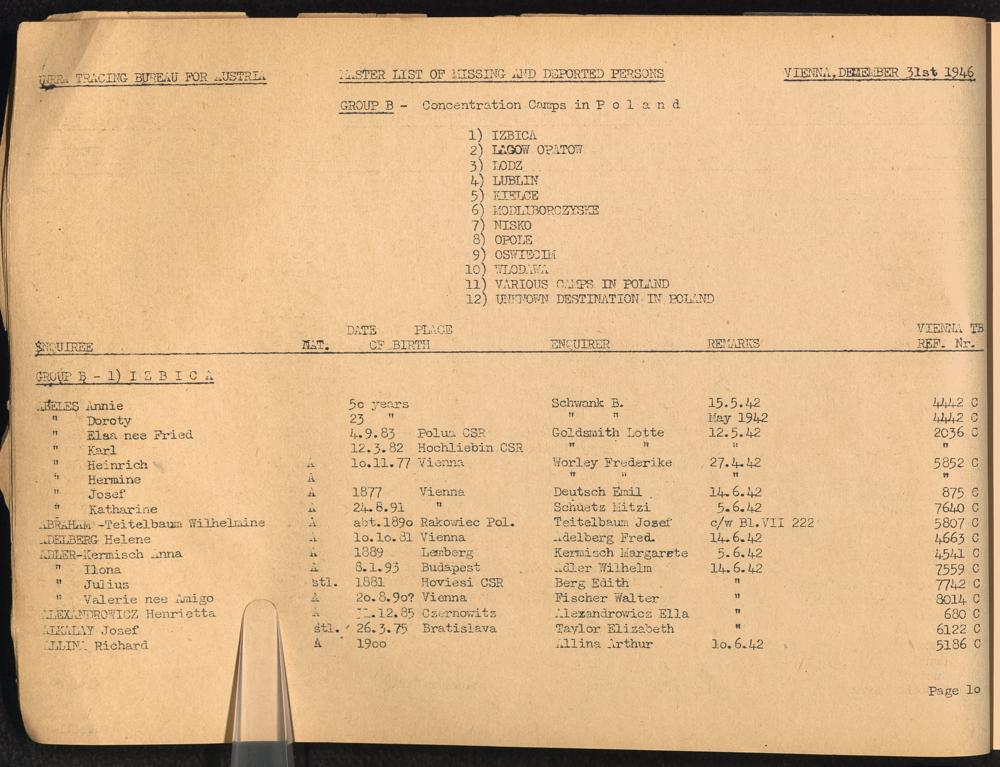 UNRRA TRACING BUREAU FOR AUSTRIA MASTER LIST OF MISSING AND DEPORTED PERSONS VIENNA, DEZEMBER 31st 1946
GROUP B - Concentration Camps in P o l a n d
1) IZBICA
2) LAGOW OPATOW
3) LODZ
4) LUBLIN
5) KIELCE
6) MODLIBORCZYSKE
7) NISKO
8) OPOLE
9) OSWIECIM
10) WLODAWA
11) VARIOUS CAMPS IN POLAND
12) UNKNOWN DESTINATION IN POLAND
ENQUIREE NAT. DATE PLACE OF BIRTH ENQUIRER REMARKS VIENNA TB REF. Nr.
GROUP B - 1) I Z B I C A
ABELES Annie 5o years Schwank B. 15.5.42 4442 C
" Doroty 23 " " " May 1942 4442 C
" Elsa nee Fried 4.9.83 Polua CSR Goldsmith Lotte 12.5.42 2036 C
" Karl 12.3.82 Hochliebin CSR " " " "
" Heinrich A 1o.11.77 Vienna Worley Frederike 27.4.42 5852 C
" Hermine A " " " "
" Josef A 1877 Vienna Deutsch Emil 14.6.42 875 C
" Katharine A 24.8.91 " Schuetz Mitzi 5.6.42 7640 C
ABRAHAM -Teitelbaum Wilhelmine A abt.189o Rakowiec Pol. Teitelbaum Josef c/w Bl.VII 222 5807 C
ADELBERG Helene A 1o.1o.81 Vienna Adelberg Fred. 14.6.42 4663 C
ADLER-Kermisch Anna A 1889 Lemberg Kermisch Margarete 5.6.42 4541 C
" Ilona A 8.1.93 Budapest Adler Wilhelm 14.6.42 7559 C
" Julius stl. 1881 Hoviesi CSR Berg Edith " 7742 C
" Valerie nee Amigo A 2o.8.90? Vienna Fischer Walter " 8014 C
ALEXANDROWICZ Henrietta A .12.85 Czernowitz Alexandrowicz Ella " 680 C
ALKALAY Josef stl. 26.3.75 Bratislava Taylor Elizabeth " 6122 C
ALLINA Richard A 19oo Allina Arthur 1o.6.42 5186 C
Page 1o